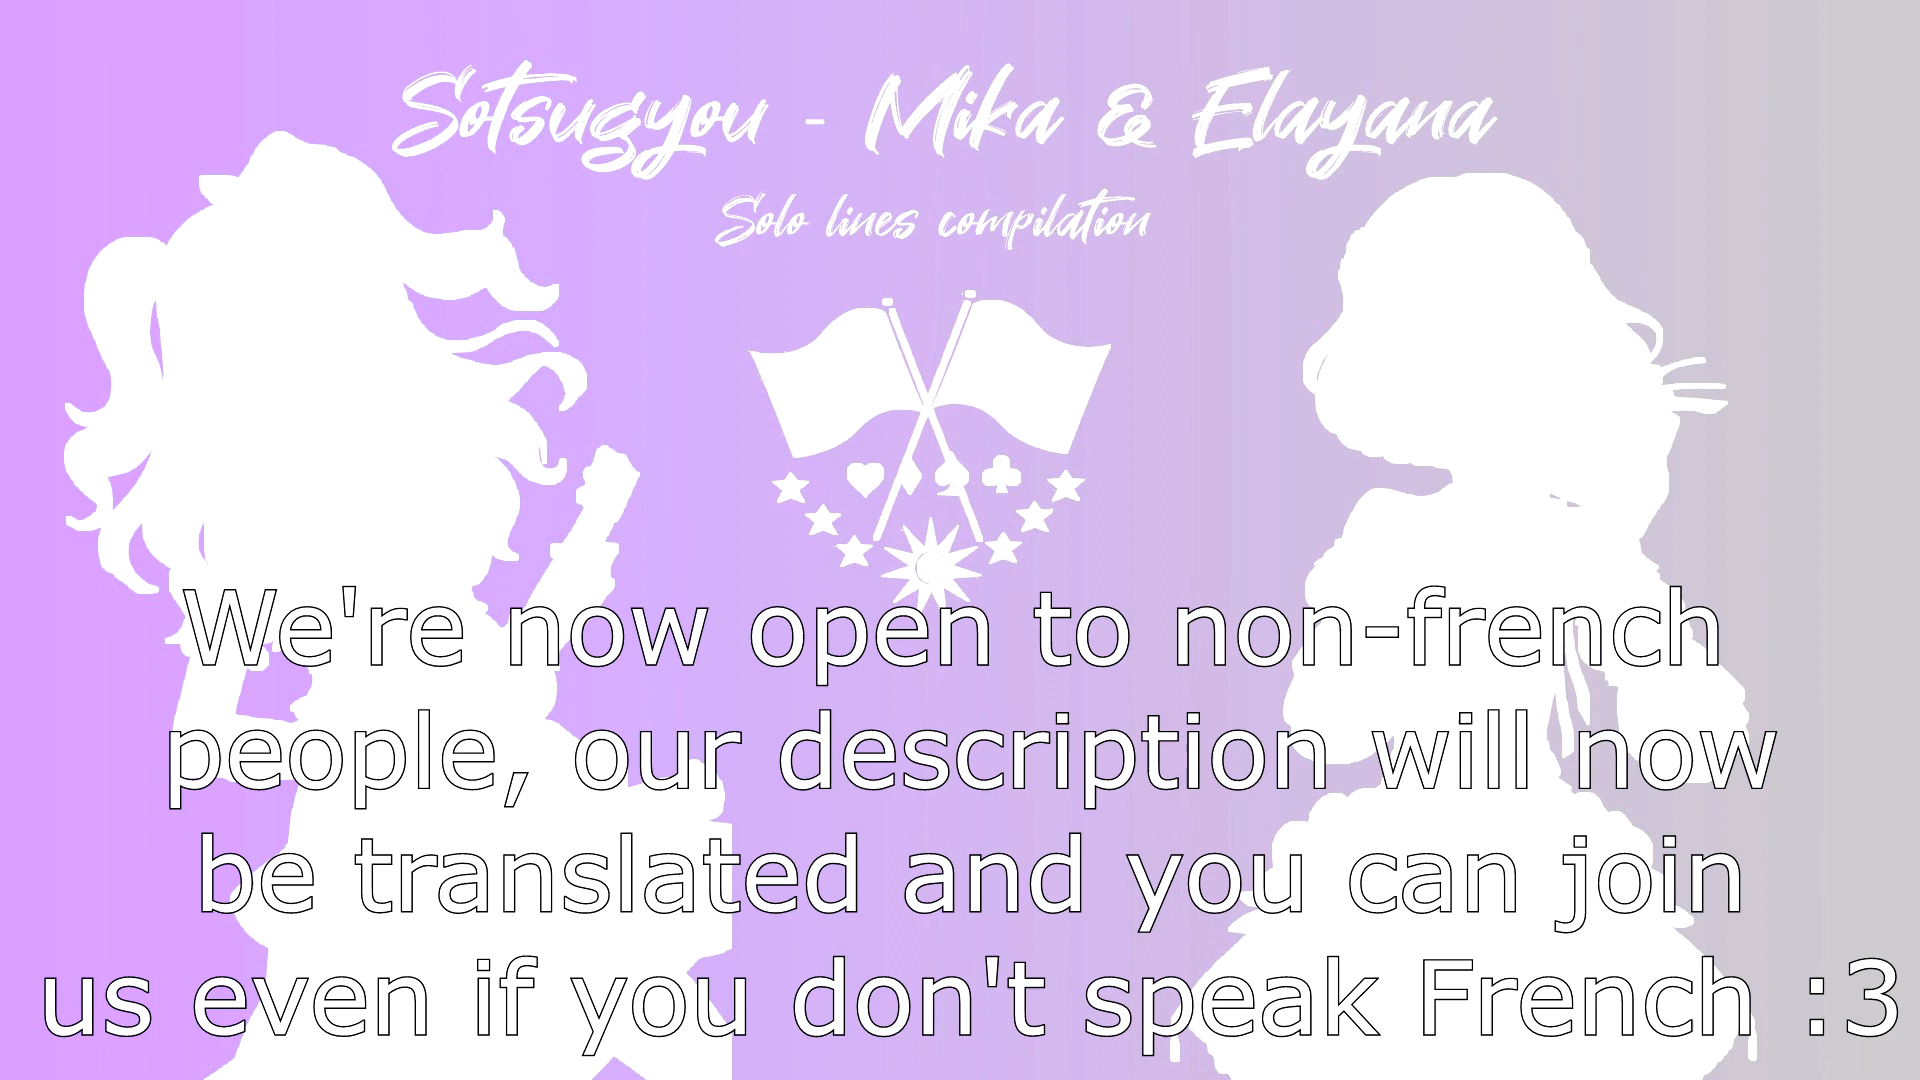 Sotsugyou - Mika & Elayana
Solo lines compilation
We're now open to non-french
people, our description will now
be translated and you can join
us even if you don't speak French :3